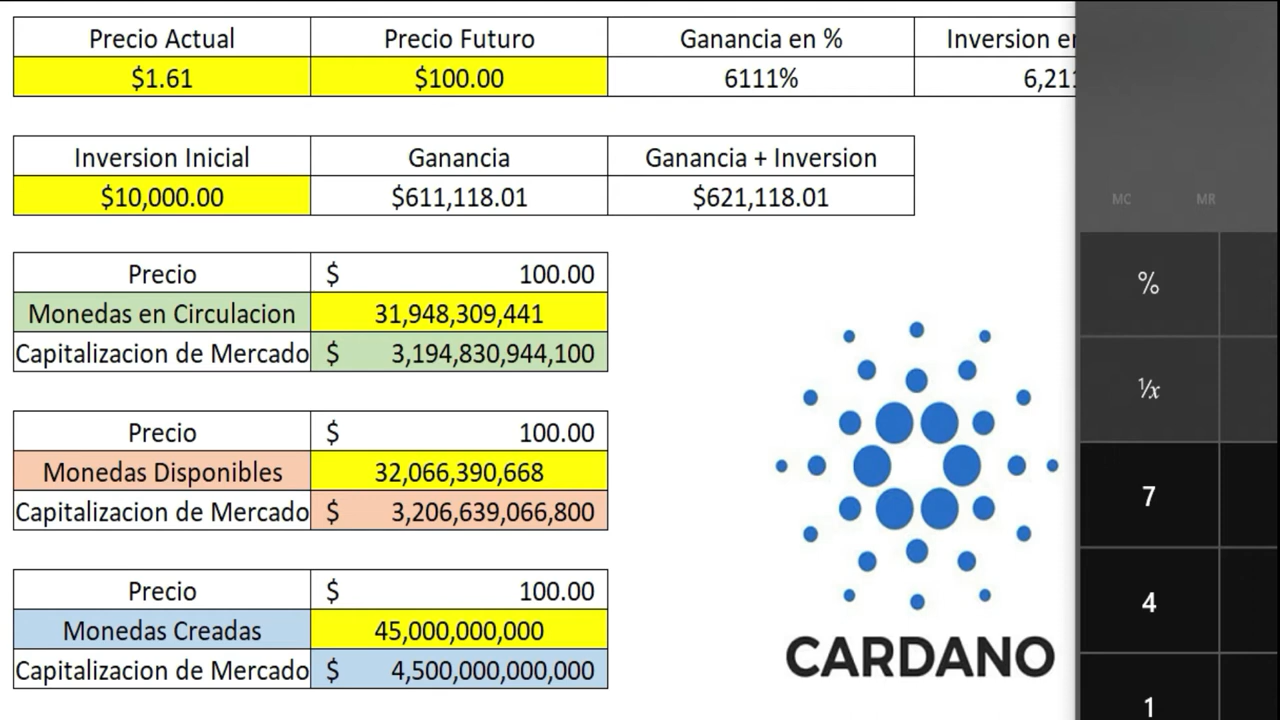 Precio Actual Precio Futuro Ganancia en % Inversion
$1.61 $100.00 6111% 6,211
Inversion Inicial Ganancia Ganancia + Inversion
$10,000.00 $611,118.01 $621,118.01
MC MR
Precio $ 100.00
Monedas en Circulacion 31,948,309,441
Capitalizacion de Mercado $ 3,194,830,944,100
%
⅟x
Precio $ 100.00
Monedas Disponibles 32,066,390,668
Capitalizacion de Mercado $ 3,206,639,066,800
7
4
Precio $ 100.00
Monedas Creadas 45,000,000,000
Capitalizacion de Mercado $ 4,500,000,000,000
CARDANO
1